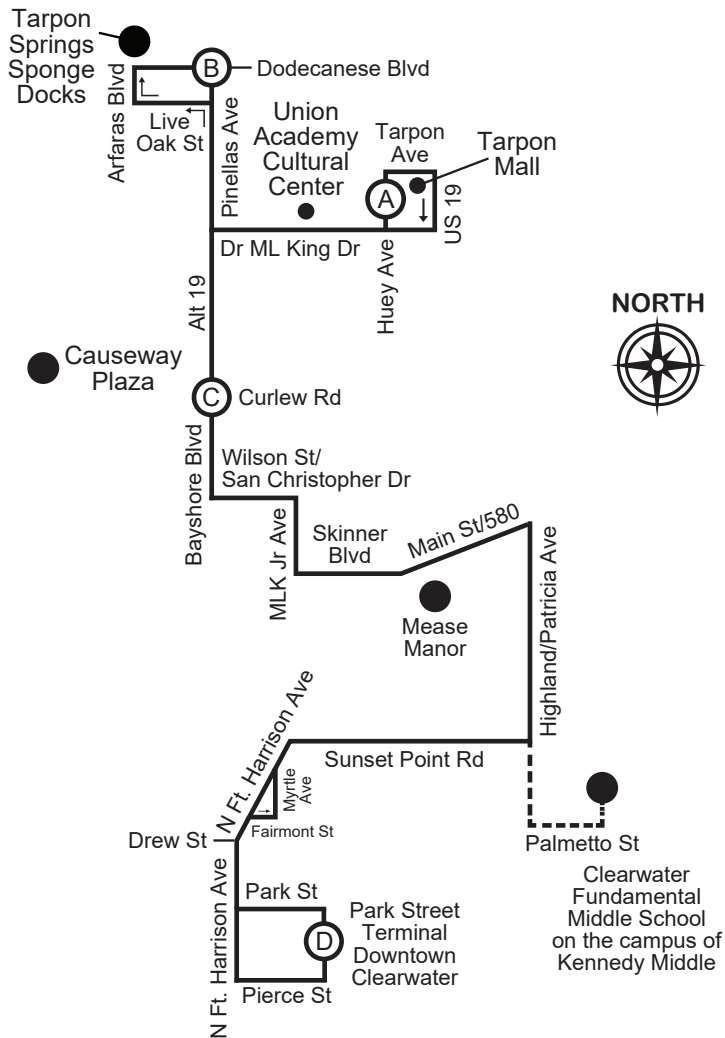 Tarpon
Springs
Sponge
Docks
B
Dodecanese Blvd
Arfaras Blvd
Live
Oak St
Pinellas Ave
Union
Academy
Cultural
Center
Tarpon
Ave
Tarpon
Mall
A
US 19
Dr ML King Dr
Huey Ave
Alt 19
NORTH
Causeway
Plaza
C
Curlew Rd
Bayshore Blvd
Wilson St/
San Christopher Dr
MLK Jr Ave
Skinner
Blvd
Main St/580
Mease
Manor
Highland/Patricia Ave
N Ft. Harrison Ave
Sunset Point Rd
Myrtle
Ave
Fairmont St
Drew St
Palmetto St
Clearwater
Fundamental
Middle School
on the campus of
Kennedy Middle
N Ft. Harrison Ave
Park St
D
Park Street
Terminal
Downtown
Clearwater
Pierce St